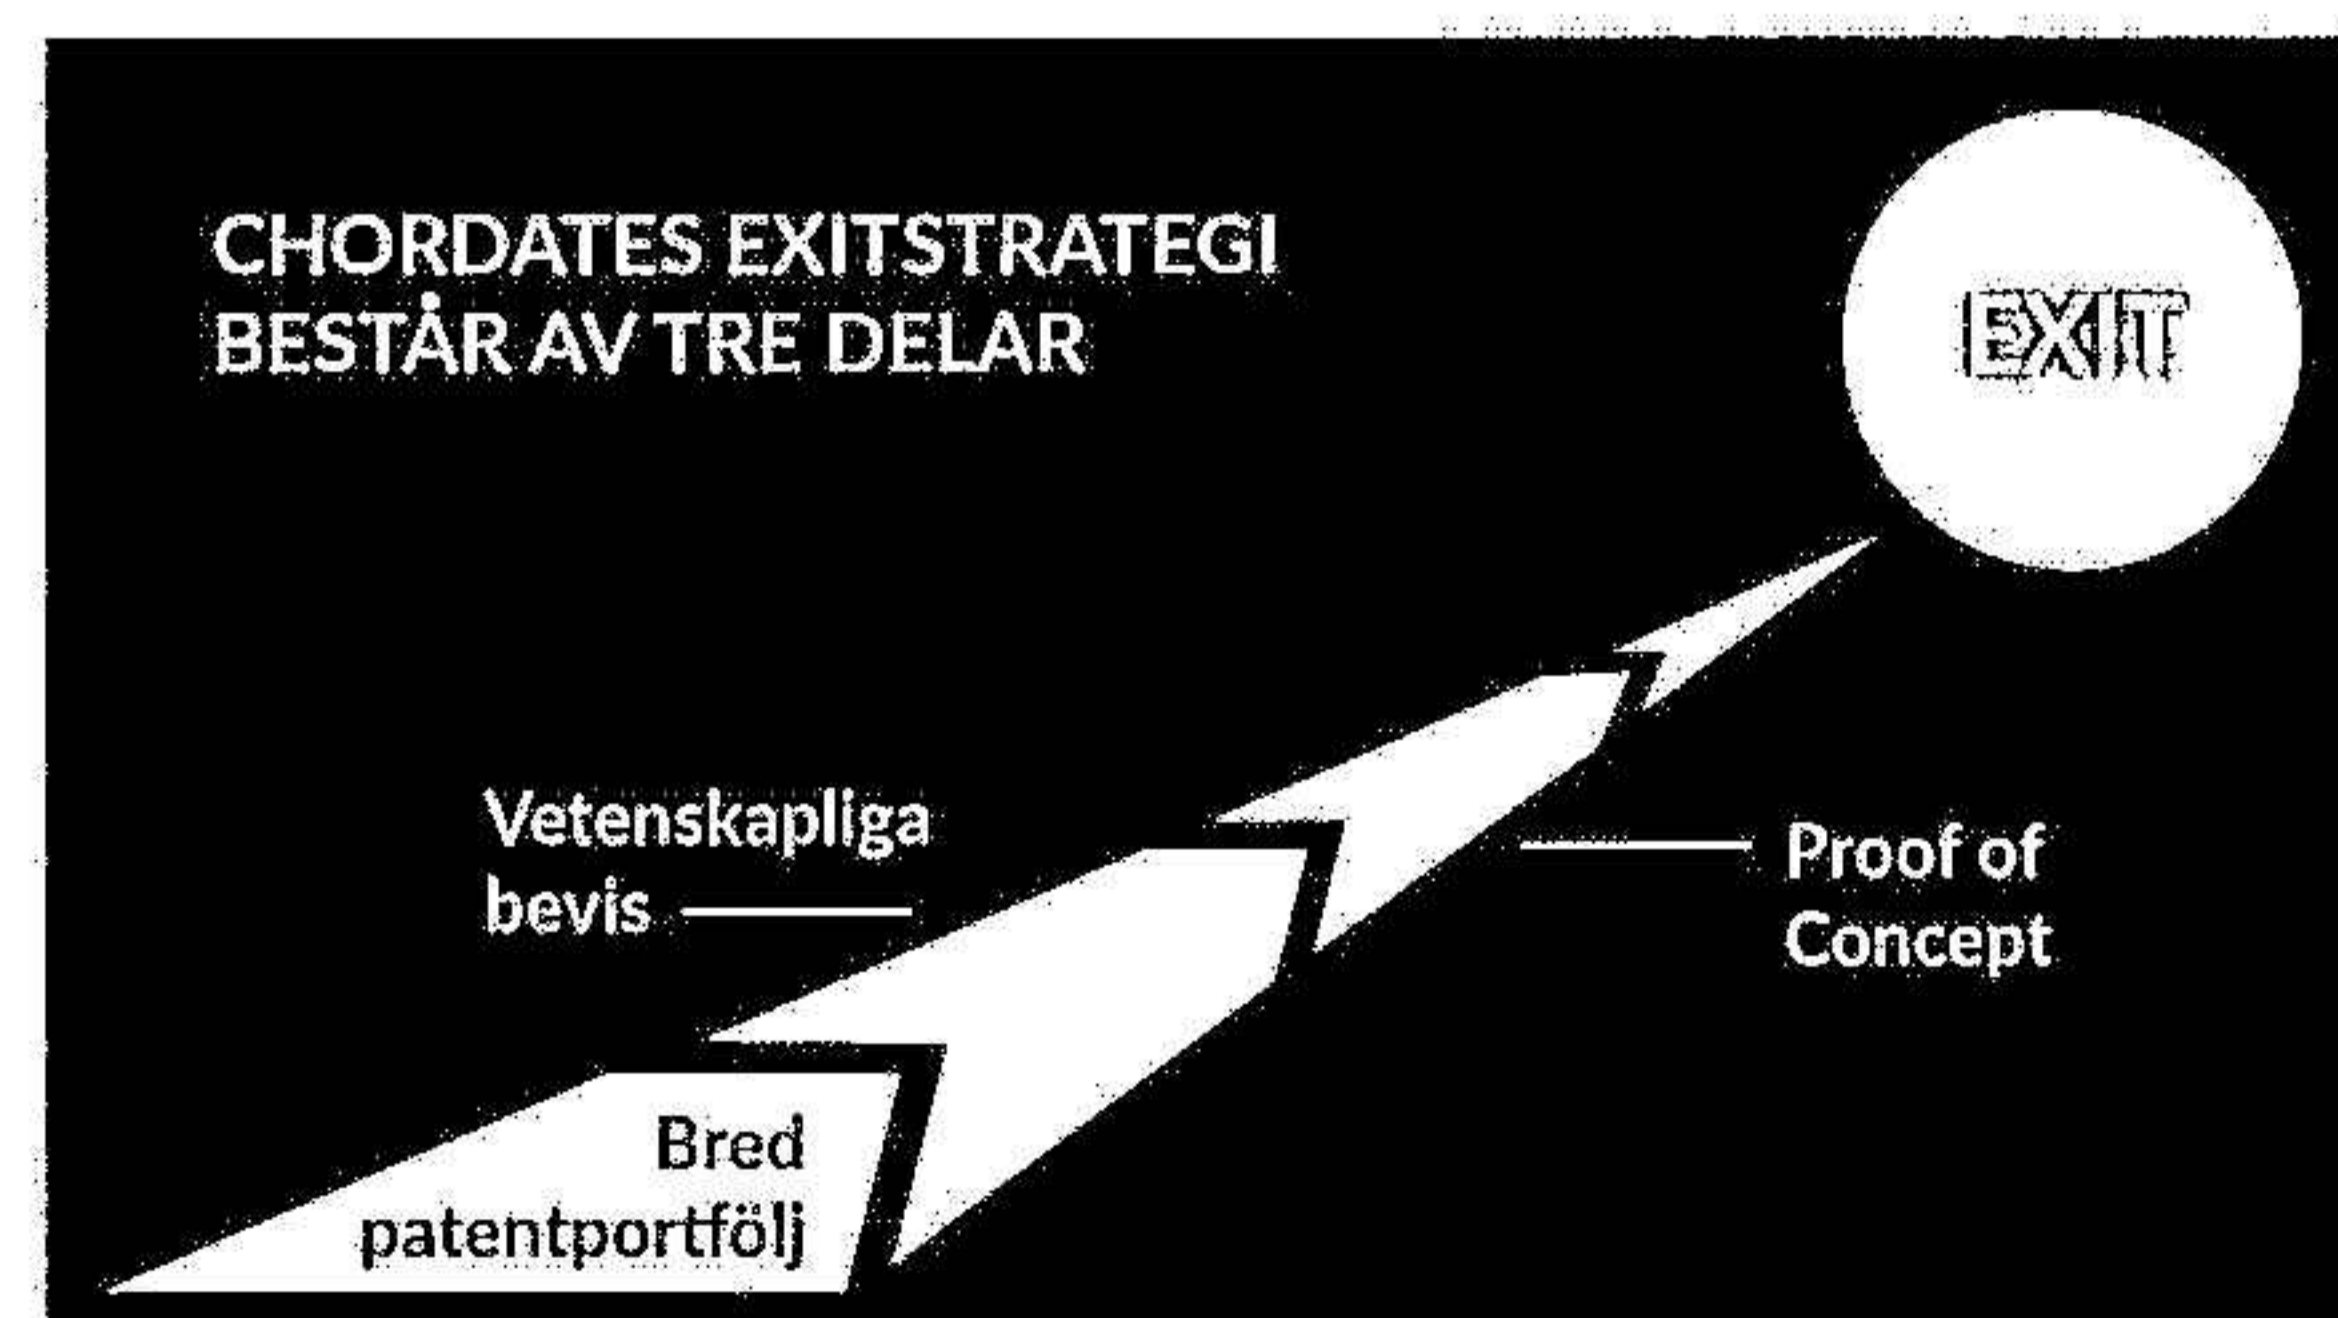 CHORDATES EXITSTRATEGI
BESTÅR AV TRE DELAR
EXIT
Vetenskapliga
bevis
Proof of
Concept
Bred
patentportfölj